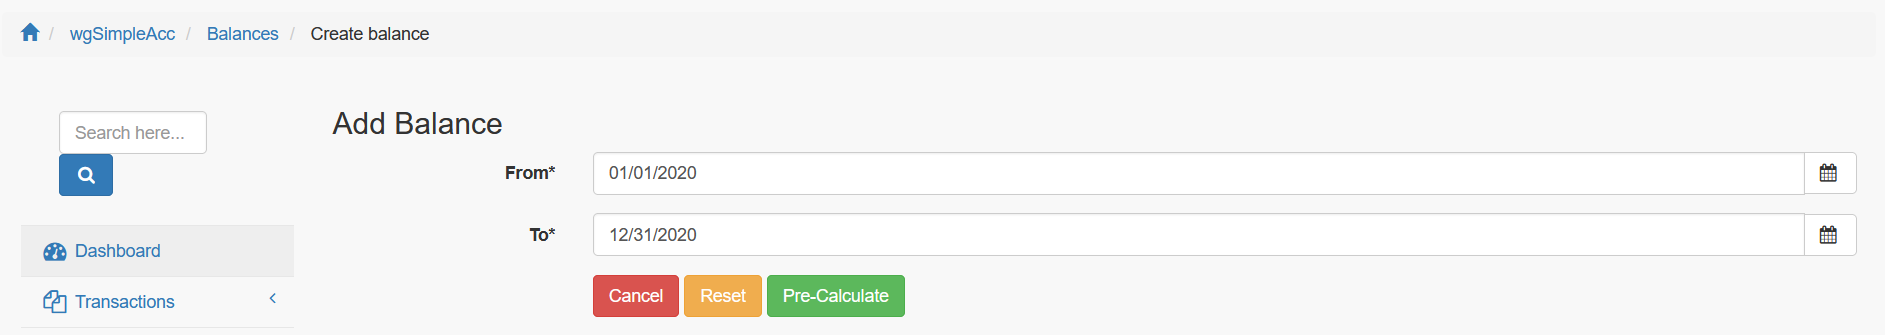 / wgSimpleAcc / Balances / Create balance
Search here...
Dashboard
Transactions
Add Balance
From* 01/01/2020
To* 12/31/2020
Cancel Reset Pre-Calculate